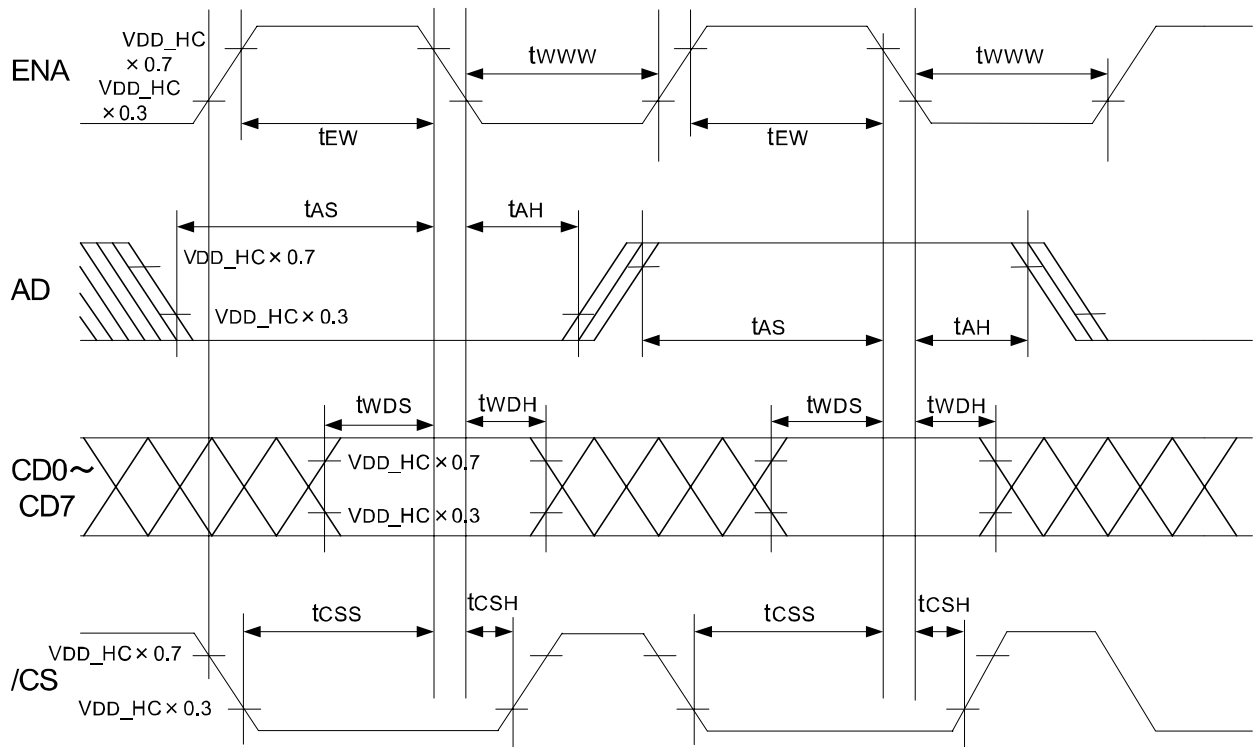 ENA
VDD_HC
× 0.7
VDD_HC
× 0.3
tEW
tWWW
tEW
tWWW
AD
tAS
tAH
VDD_HC × 0.7
VDD_HC × 0.3
tAS
tAH
CD0～
CD7
tWDS
tWDH
tWDS
tWDH
VDD_HC × 0.7
VDD_HC × 0.3
/CS
tCSS
tCSH
tCSS
tCSH
VDD_HC × 0.7
VDD_HC × 0.3